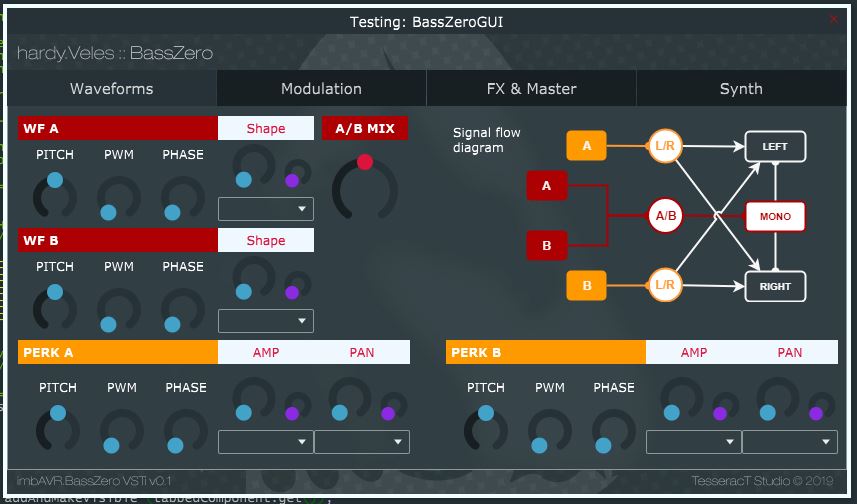 Testing: BassZeroGUI
hardy.Veles :: BassZero
Waveforms Modulation FX & Master Synth
WF A Shape A/B MIX
PITCH PWM PHASE
Signal flow
diagram
A L/R LEFT
A
A/B MONO
B
B L/R RIGHT
WF B Shape
PITCH PWM PHASE
PERK A AMP PAN PERK B AMP PAN
PITCH PWM PHASE PITCH PWM PHASE
imbAVR.BassZero VSTi v0.1 TesseracT Studio © 2019
addAndMakeVisible (tabbedComponent.get());